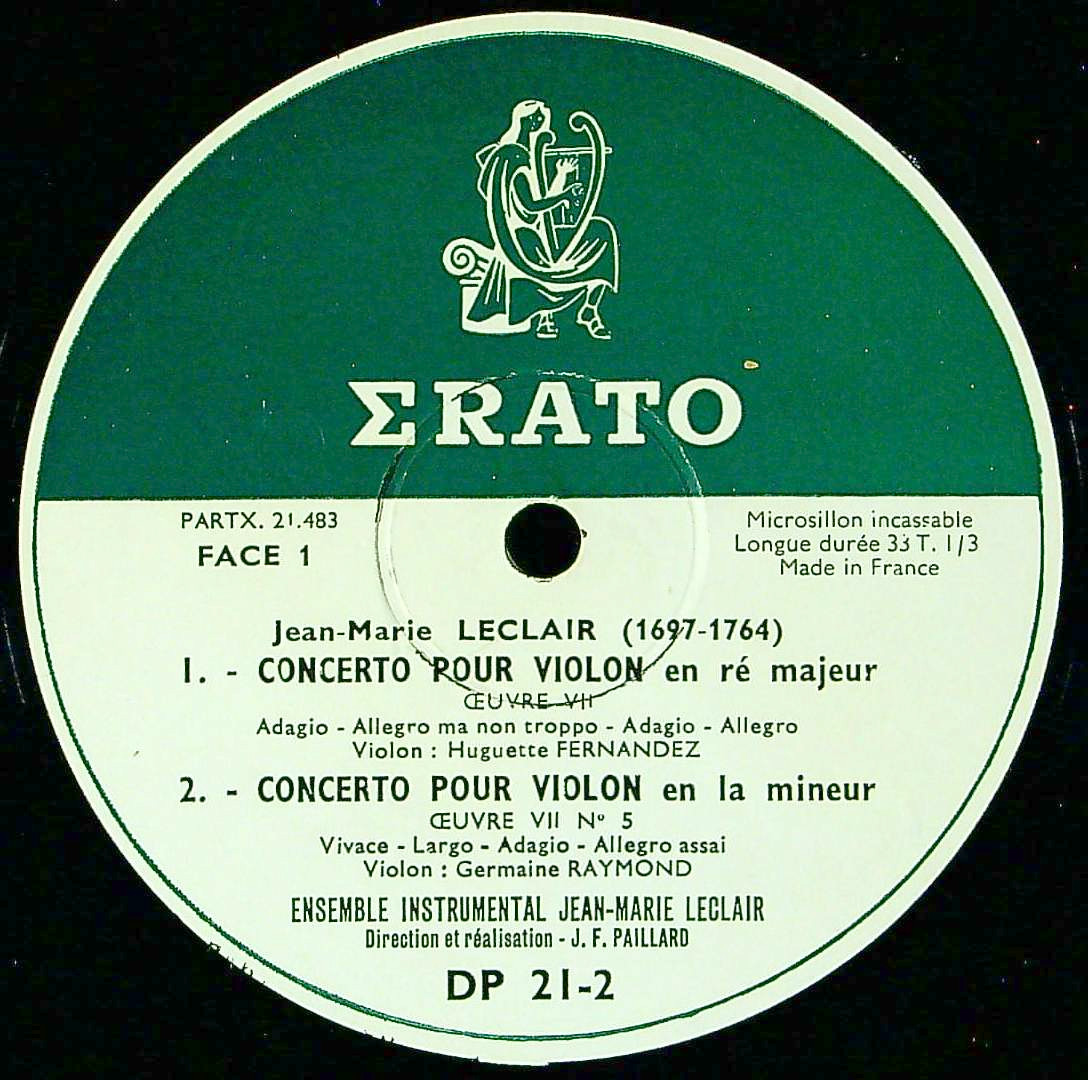 ΣRATO
PARTX. 21.483
FACE 1
Microsillon incassable
Longue durée 33 T. 1/3
Made in France
Jean-Marie LECLAIR (1697-1764)
1. - CONCERTO POUR VIOLON en ré majeur
ŒUVRE VII
Adagio - Allegro ma non troppo - Adagio - Allegro
Violon : Huguette FERNANDEZ
2. - CONCERTO POUR VIOLON en la mineur
ŒUVRE VII Nº 5
Vivace - Largo - Adagio - Allegro assai
Violon : Germaine RAYMOND
ENSEMBLE INSTRUMENTAL JEAN-MARIE LECLAIR
Direction et réalisation - J. F. PAILLARD
DP 21-2